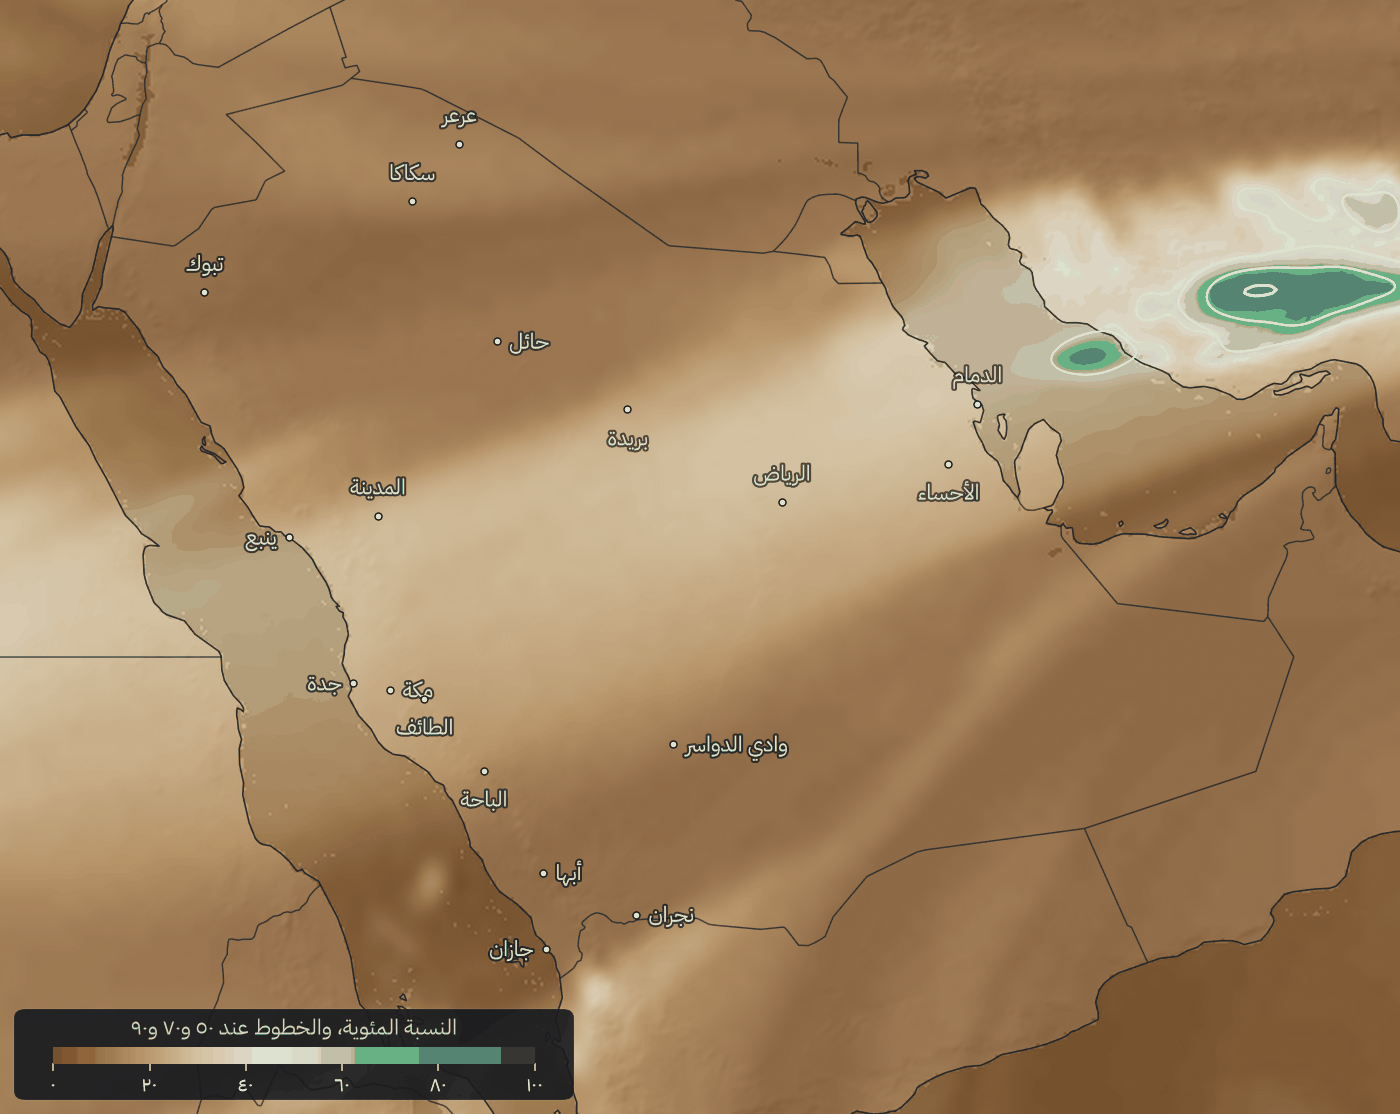 عرعر
سكاكا
تبوك
حائل
الدمام
بريدة
الرياض
المدينة
الأحساء
ينبع
جدة
مكة
الطائف
وادي الدواسر
الباحة
أبها
نجران
جازان
النسبة المئوية، والخطوط عند ٥٠ و٧٠ و٩٠
٠ ٢٠ ٤٠ ٦٠ ٨٠ ١٠٠